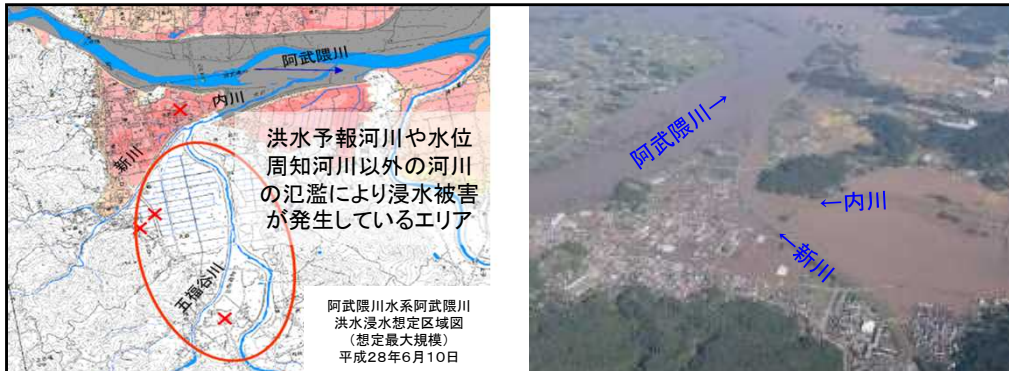 阿武隈川
内川
新川
洪水予報河川や水位
周知河川以外の河川
の氾濫により浸水被害
が発生しているエリア
五福谷川
阿武隈川水系阿武隈川
洪水浸水想定区域図
(想定最大規模)
平成28年6月10日
阿武隈川→
←内川
←新川